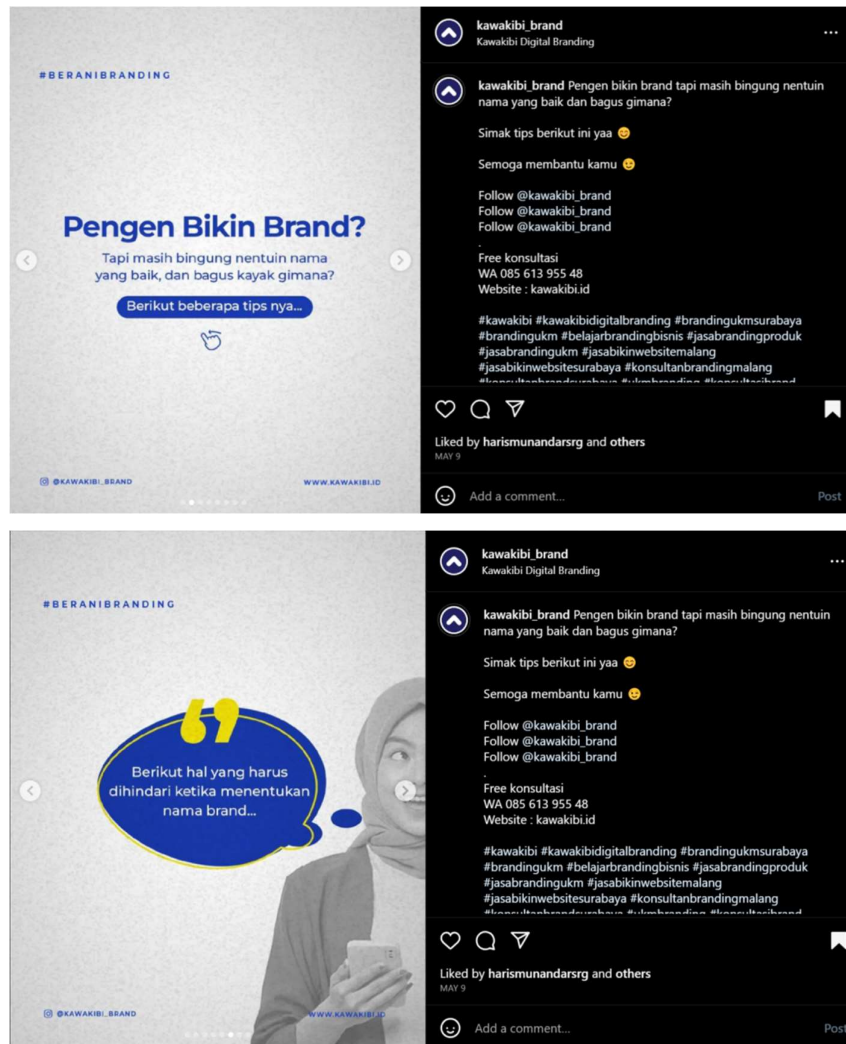 #BERANIBRANDING
Pengen Bikin Brand?
Tapi masih bingung nentuin nama
yang baik, dan bagus kayak gimana?
Berikut beberapa tips nya...
@KAWAKIBI_BRAND
WWW.KAWAKIBI.ID
kawakibi_brand
Kawakibi Digital Branding
kawakibi_brand Pengen bikin brand tapi masih bingung nentuin
nama yang baik dan bagus gimana?
Simak tips berikut ini yaa 😊
Semoga membantu kamu 😉
Follow @kawakibi_brand
Follow @kawakibi_brand
Follow @kawakibi_brand
.
Free konsultasi
WA 085 613 955 48
Website : kawakibi.id
#kawakibi #kawakibidigitalbranding #brandingukmsurabaya
#brandingukm #belajarbrandingbisnis #jasabrandingproduk
#jasabrandingukm #jasabikinwebsitemalang
#jasabikinwebsitesurabaya #konsultanbrandingmalang
#konsultanbrandsurabaya #ukmbranding #konsultasibrand
Liked by harismunandarsrg and others
MAY 9
Add a comment...
Post
#BERANIBRANDING
Berikut hal yang harus
dihindari ketika menentukan
nama brand...
@KAWAKIBI_BRAND
WWW.KAWAKIBI.ID
kawakibi_brand
Kawakibi Digital Branding
kawakibi_brand Pengen bikin brand tapi masih bingung nentuin
nama yang baik dan bagus gimana?
Simak tips berikut ini yaa 😊
Semoga membantu kamu 😉
Follow @kawakibi_brand
Follow @kawakibi_brand
Follow @kawakibi_brand
.
Free konsultasi
WA 085 613 955 48
Website : kawakibi.id
#kawakibi #kawakibidigitalbranding #brandingukmsurabaya
#brandingukm #belajarbrandingbisnis #jasabrandingproduk
#jasabrandingukm #jasabikinwebsitemalang
#jasabikinwebsitesurabaya #konsultanbrandingmalang
#konsultanbrandsurabaya #ukmbranding #konsultasibrand
Liked by harismunandarsrg and others
MAY 9
Add a comment...
Post